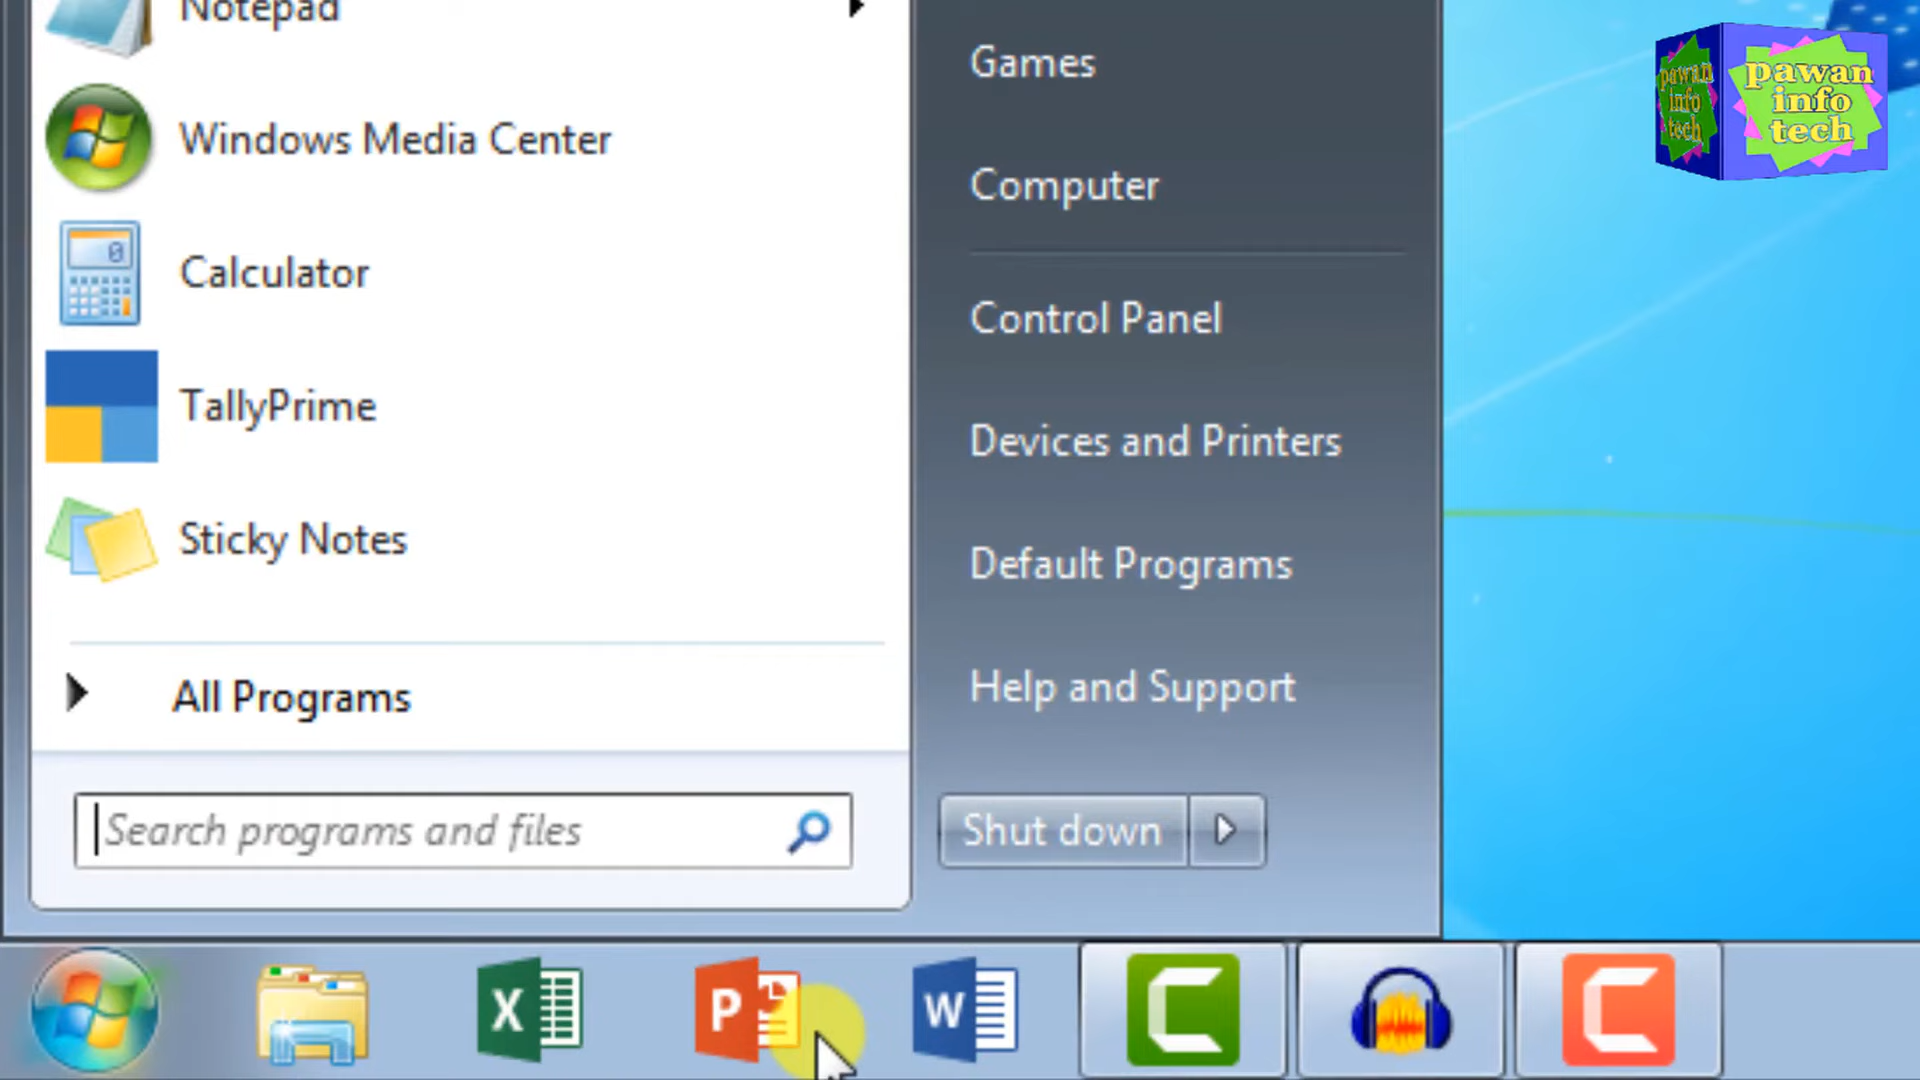 Notepad
Windows Media Center
Calculator
TallyPrime
Sticky Notes
All Programs
Search programs and files
Games
Computer
Control Panel
Devices and Printers
Default Programs
Help and Support
Shut down
pawan
info
tech
pawan
info
tech
X
P
W